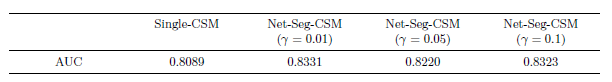 Single-CSM Net-Seg-CSM Net-Seg-CSM Net-Seg-CSM
(γ = 0.01) (γ = 0.05) (γ = 0.1)
AUC 0.8089 0.8331 0.8220 0.8323